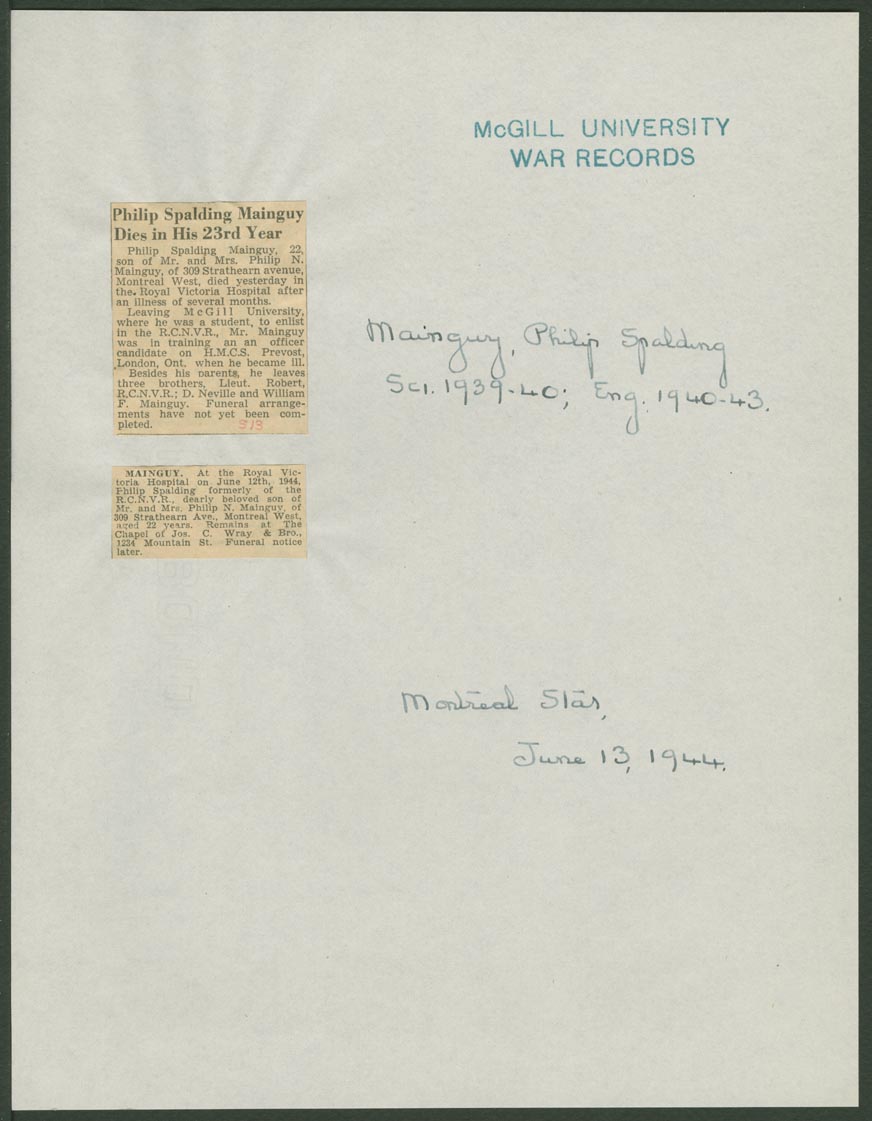 McGILL UNIVERSITY
WAR RECORDS
Philip Spalding Mainguy
Dies in His 23rd Year
Philip Spalding Mainguy, 22,
son of Mr. and Mrs. Philip N.
Mainguy, of 309 Strathearn avenue,
Montreal West, died yesterday in
the Royal Victoria Hospital after
an illness of several months.
Leaving McGill University,
where he was a student, to enlist
in the R.C.N.V.R., Mr. Mainguy
was in training an an officer
candidate on H.M.C.S. Prevost,
London, Ont. when he became ill.
Besides his parents, he leaves
three brothers, Lieut. Robert,
R.C.N.V.R.; D. Neville and William
F. Mainguy. Funeral arrange-
ments have not yet been com-
pleted.
MAINGUY. At the Royal Vic-
toria Hospital on June 12th, 1944,
Philip Spalding formerly of the
R.C.N.V.R., dearly beloved son of
Mr. and Mrs. Philip N. Mainguy, of
309 Strathearn Ave., Montreal West,
aged 22 years. Remains at The
Chapel of Jos. C. Wray & Bro.,
1234 Mountain St. Funeral notice
later.
Mainguy, Philip Spalding
Sci. 1939-40; Eng. 1940-43.
Montreal Star,
June 13, 1944.